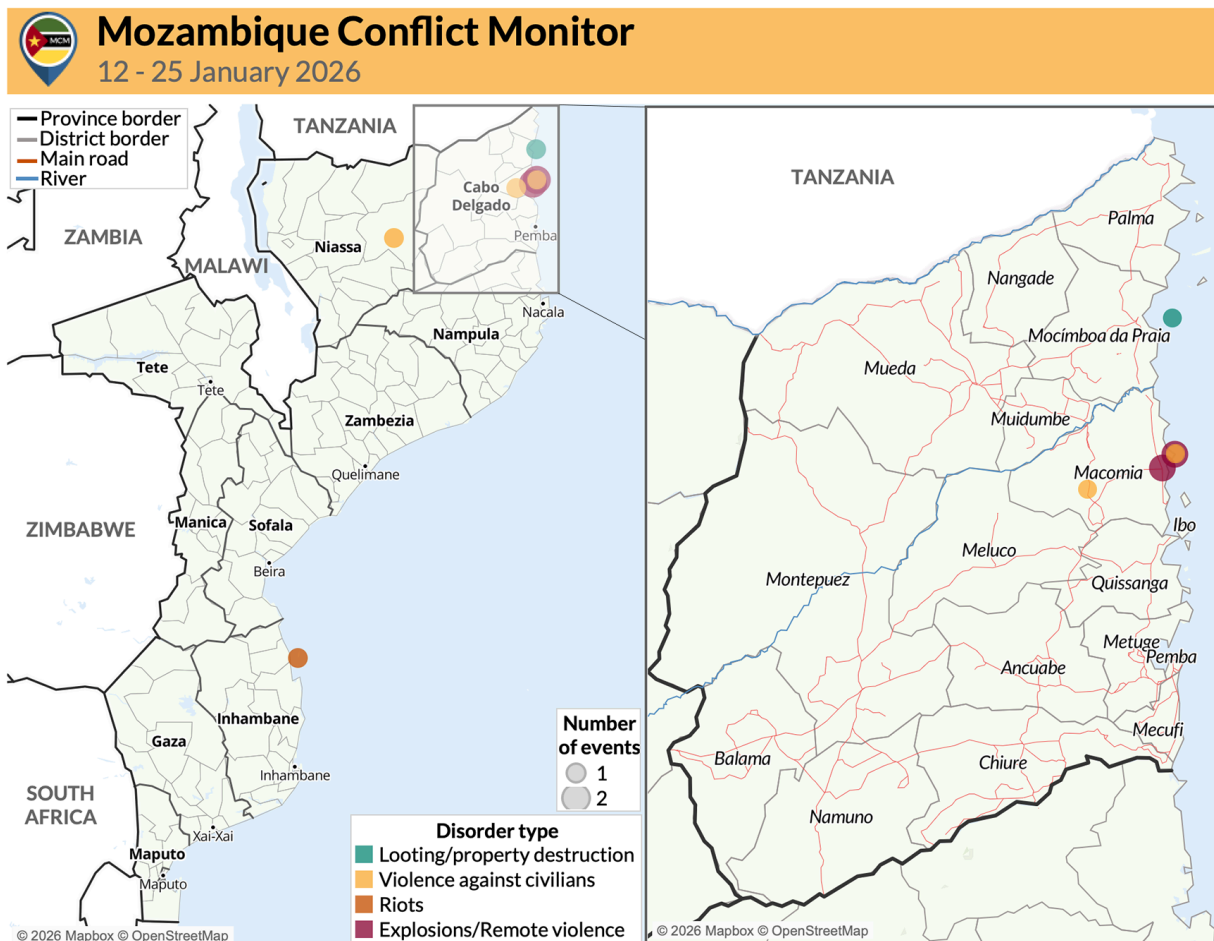 MCM
Mozambique Conflict Monitor
12 - 25 January 2026
Province border
District border
Main road
River
TANZANIA
ZAMBIA
MALAWI
ZIMBABWE
SOUTH
AFRICA
Cabo
Delgado
Pemba
Niassa
Nacala
Nampula
Tete
Tete
Zambezia
Quelimane
Manica
Sofala
Beira
Inhambane
Gaza
Inhambane
Xai-Xai
Maputo
Maputo
Number
of events
1
2
Disorder type
Looting/property destruction
Violence against civilians
Riots
Explosions/Remote violence
© 2026 Mapbox © OpenStreetMap
TANZANIA
Palma
Nangade
Mocímboa da Praia
Mueda
Muidumbe
Macomia
Ibo
Meluco
Montepuez
Quissanga
Metuge
Pemba
Ancuabe
Mecufi
Balama
Chiure
Namuno
© 2026 Mapbox © OpenStreetMap